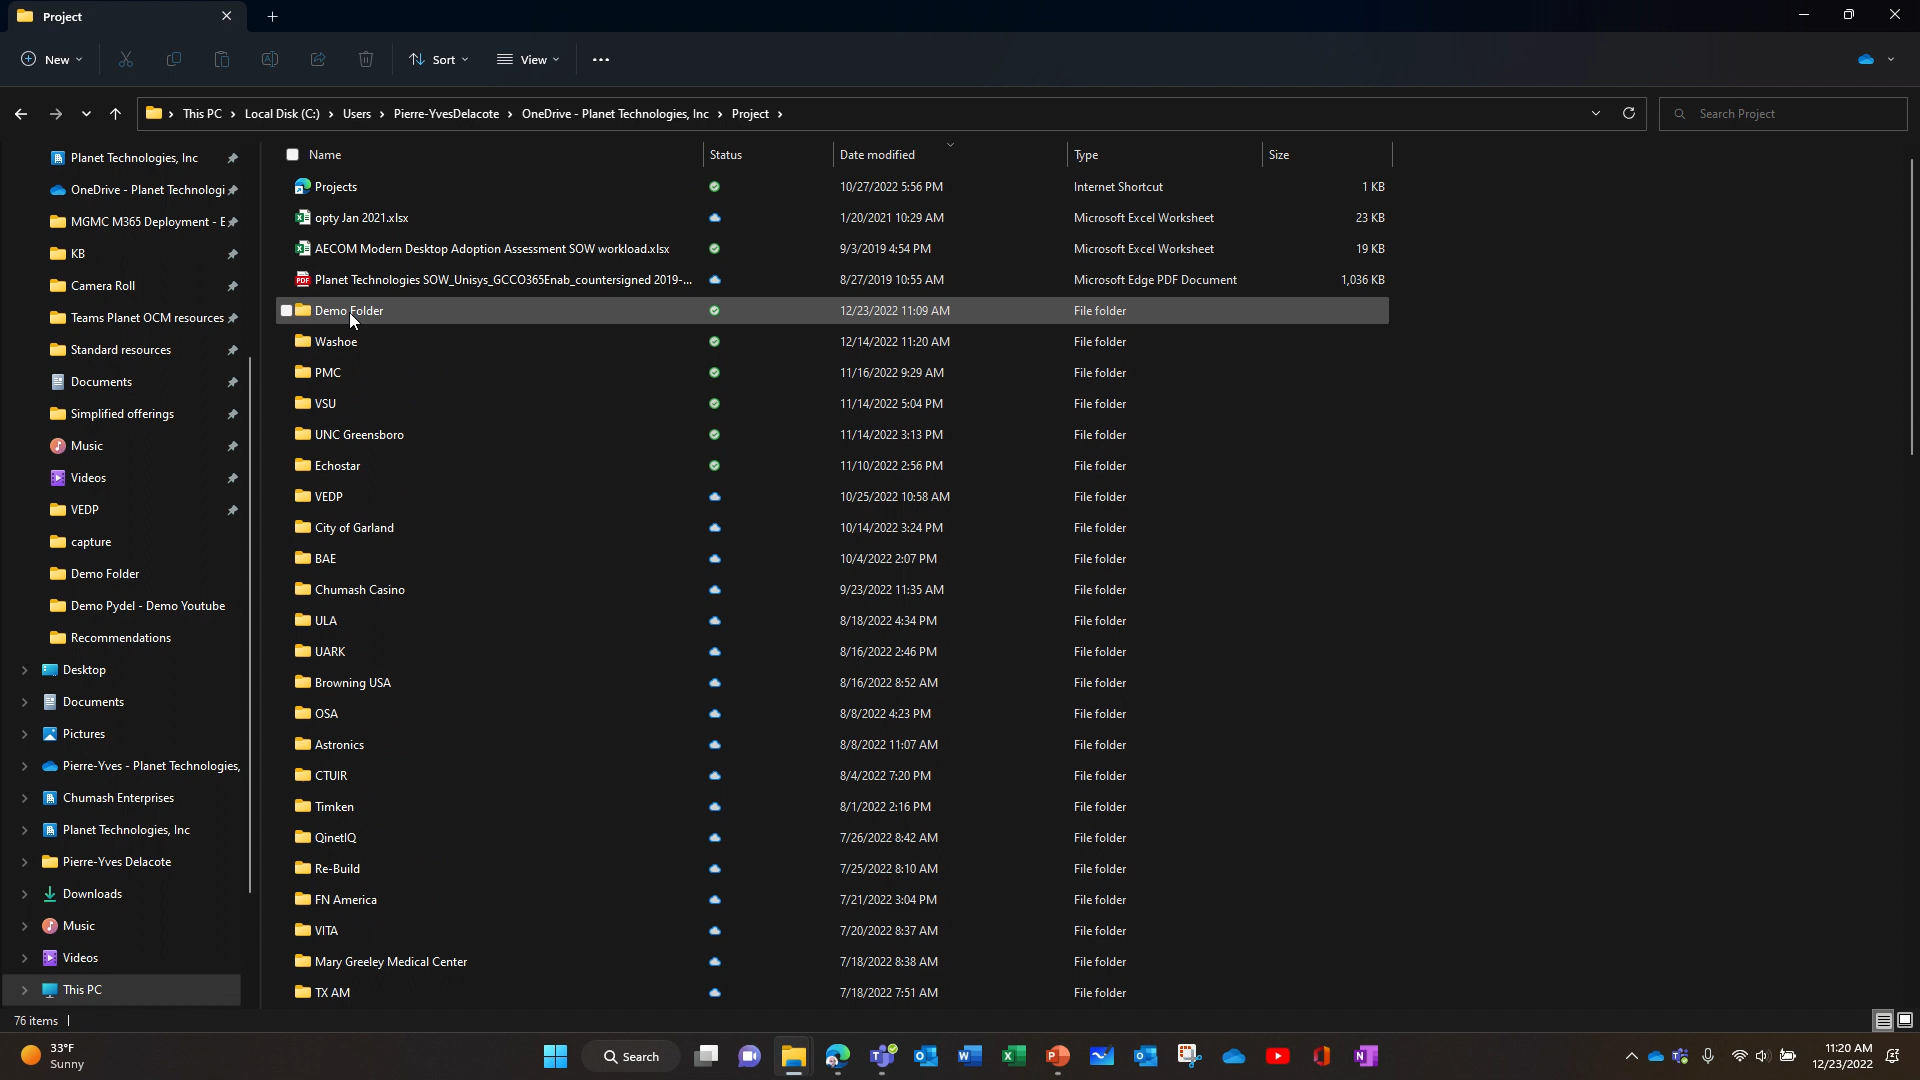 Project
New
Sort
View
This PC > Local Disk (C:) > Users > Pierre-YvesDelacote > OneDrive - Planet Technologies, Inc > Project >
Search Project
Planet Technologies, Inc
OneDrive - Planet Technologi
MGMC M365 Deployment - E
KB
Camera Roll
Teams Planet OCM resources
Standard resources
Documents
Simplified offerings
Music
Videos
VEDP
capture
Demo Folder
Demo Pydel - Demo Youtube
Recommendations
Desktop
Documents
Pictures
Pierre-Yves - Planet Technologies,
Chumash Enterprises
Planet Technologies, Inc
Pierre-Yves Delacote
Downloads
Music
Videos
This PC
Name Status Date modified Type Size
Projects 10/27/2022 5:56 PM Internet Shortcut 1 KB
opty Jan 2021.xlsx 1/20/2021 10:29 AM Microsoft Excel Worksheet 23 KB
AECOM Modern Desktop Adoption Assessment SOW workload.xlsx 9/3/2019 4:54 PM Microsoft Excel Worksheet 19 KB
PDF Planet Technologies SOW_Unisys_GCCO365Enab_countersigned 2019-... 8/27/2019 10:55 AM Microsoft Edge PDF Document 1,036 KB
Demo Folder 12/23/2022 11:09 AM File folder
Washoe 12/14/2022 11:20 AM File folder
PMC 11/16/2022 9:29 AM File folder
VSU 11/14/2022 5:04 PM File folder
UNC Greensboro 11/14/2022 3:13 PM File folder
Echostar 11/10/2022 2:56 PM File folder
VEDP 10/25/2022 10:58 AM File folder
City of Garland 10/14/2022 3:24 PM File folder
BAE 10/4/2022 2:07 PM File folder
Chumash Casino 9/23/2022 11:35 AM File folder
ULA 8/18/2022 4:34 PM File folder
UARK 8/16/2022 2:46 PM File folder
Browning USA 8/16/2022 8:52 AM File folder
OSA 8/8/2022 4:23 PM File folder
Astronics 8/8/2022 11:07 AM File folder
CTUIR 8/4/2022 7:20 PM File folder
Timken 8/1/2022 2:16 PM File folder
QinetIQ 7/26/2022 8:42 AM File folder
Re-Build 7/25/2022 8:10 AM File folder
FN America 7/21/2022 3:04 PM File folder
VITA 7/20/2022 8:37 AM File folder
Mary Greeley Medical Center 7/18/2022 8:38 AM File folder
TX AM 7/18/2022 7:51 AM File folder
76 items
33°F
Sunny
Search
11:20 AM
12/23/2022